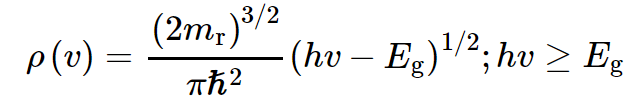 ρ(v) = (2m_r)^{3/2} / πħ^2 (hv − E_g)^{1/2}; hv ≥ E_g